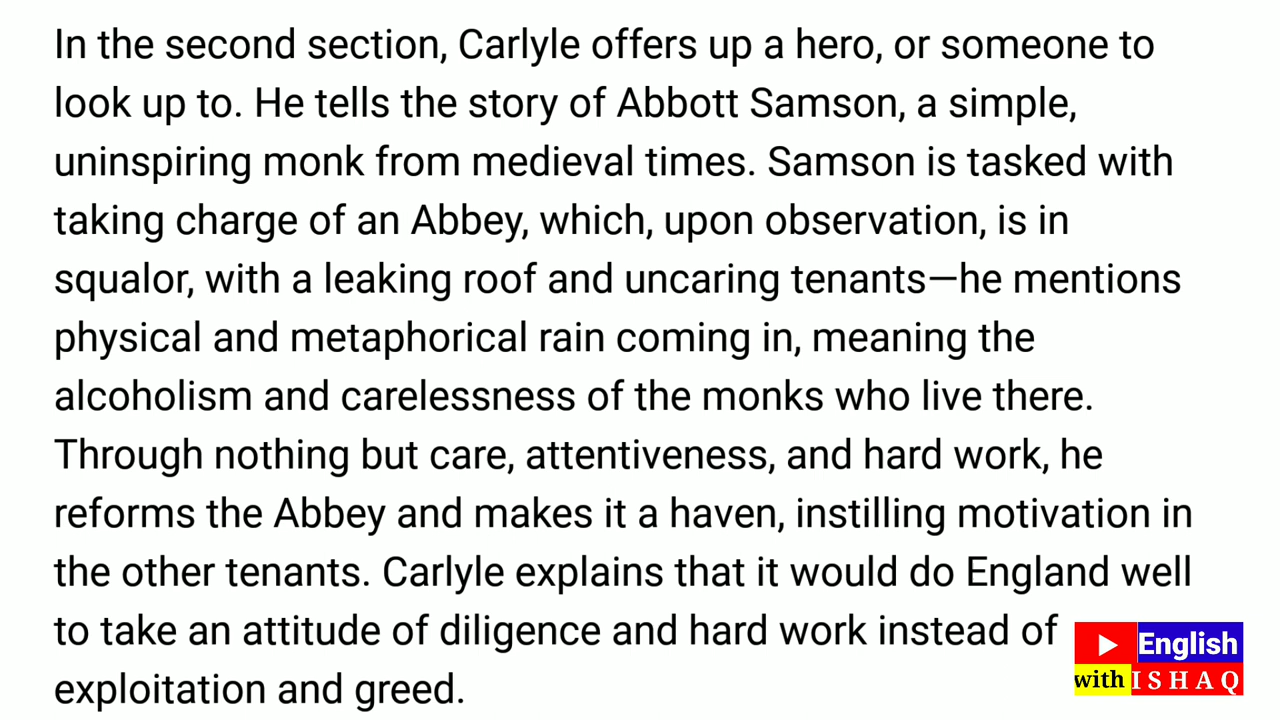 In the second section, Carlyle offers up a hero, or someone to
look up to. He tells the story of Abbott Samson, a simple,
uninspiring monk from medieval times. Samson is tasked with
taking charge of an Abbey, which, upon observation, is in
squalor, with a leaking roof and uncaring tenants—he mentions
physical and metaphorical rain coming in, meaning the
alcoholism and carelessness of the monks who live there.
Through nothing but care, attentiveness, and hard work, he
reforms the Abbey and makes it a haven, instilling motivation in
the other tenants. Carlyle explains that it would do England well
to take an attitude of diligence and hard work instead of
exploitation and greed.
English
with ISHAQ